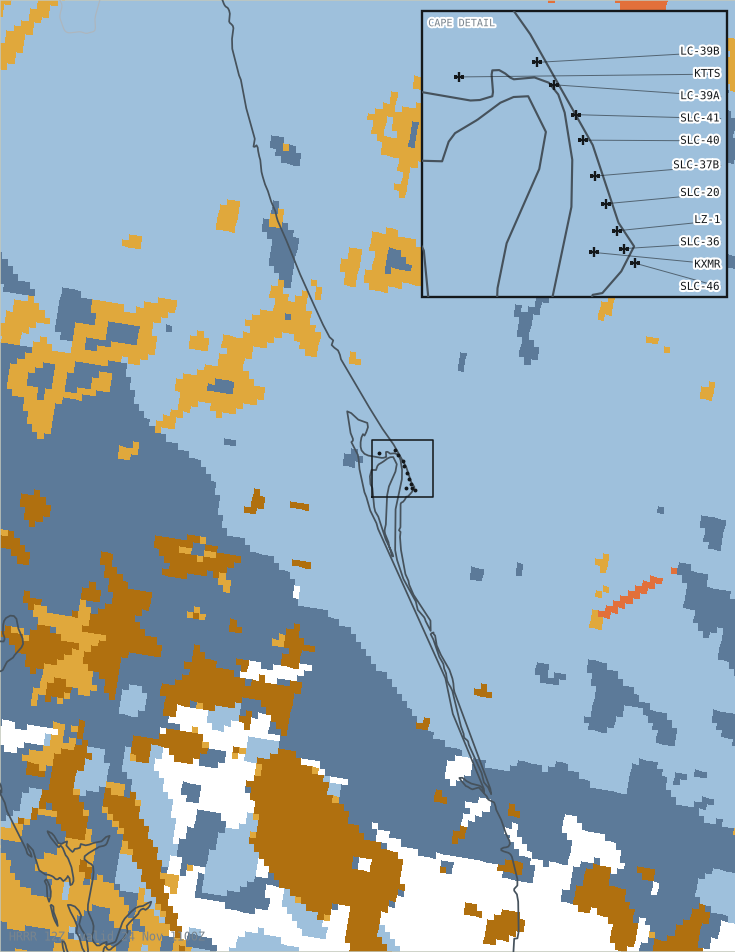 CAPE DETAIL
LC-39B
KTTS
LC-39A
SLC-41
SLC-40
SLC-37B
SLC-20
LZ-1
SLC-36
KXMR
SLC-46